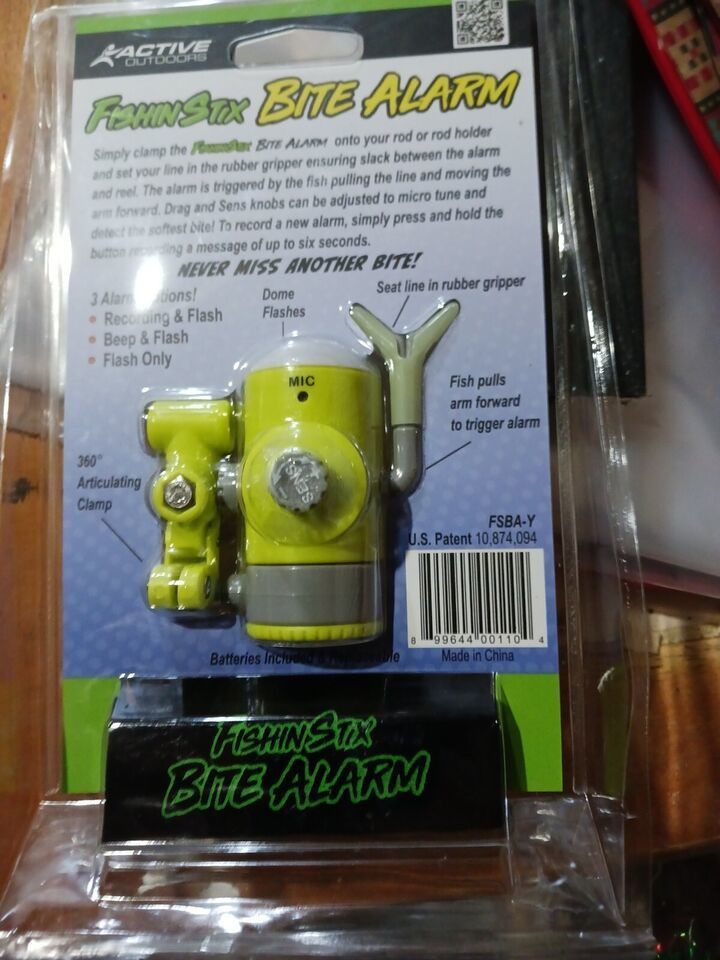 ACTIVE
OUTDOORS
FISHINSTIX BITE ALARM
Simply clamp the FISHINSTIX BITE ALARM onto your rod or rod holder
and set your line in the rubber gripper ensuring slack between the alarm
and reel. The alarm is triggered by the fish pulling the line and moving the
arm forward. Drag and Sens knobs can be adjusted to micro tune and
detect the softest bite! To record a new alarm, simply press and hold the
button recording a message of up to six seconds.
NEVER MISS ANOTHER BITE!
3 Alarm Options!
• Recording & Flash
• Beep & Flash
• Flash Only
Dome
Flashes
Seat line in rubber gripper
MIC
Fish pulls
arm forward
to trigger alarm
360°
Articulating
Clamp
SENS
FSBA-Y
U.S. Patent 10,874,094
8 99644 00110 4
Batteries Included & Replaceable
Made in China
FISHINSTIX
BITE ALARM